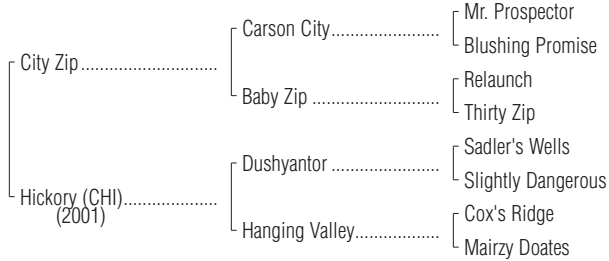 Mr. Prospector
Carson City
Blushing Promise
City Zip
Relaunch
Baby Zip
Thirty Zip
Sadler's Wells
Dushyantor
Slightly Dangerous
Hickory (CHI)
(2001)
Cox's Ridge
Hanging Valley
Mairzy Doates